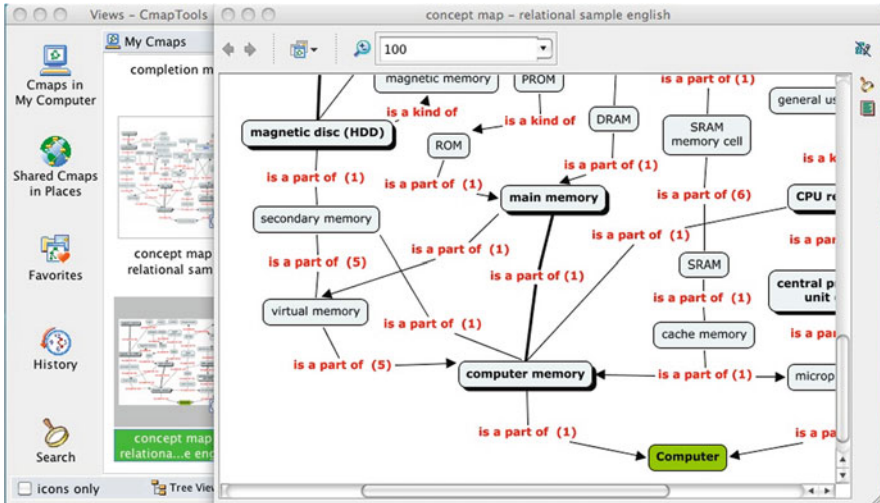 Views – CmapTools
My Cmaps
Cmaps in
My Computer
Shared Cmaps
in Places
Favorites
History
Search
icons only
completion m
concept map
relational sam
concept map
relationa...e eng
Tree View
concept map – relational sample english
100
magnetic memory
PROM
is a part of (1)
general us
is a kind of
is a kind of
magnetic disc (HDD)
DRAM
SRAM
memory cell
ROM
is a part of (1)
is a k
is a part of (1)
is a part of (1)
main memory
is a part of (6)
CPU re
secondary memory
is a part of (1)
is a part of (1)
is a par
is a part of (5)
is a part of (1)
SRAM
central p
unit
virtual memory
is a part of (1)
is a part of (1)
cache memory
is a par
is a part of (5)
computer memory
is a part of (1)
microp
is a part of (1)
Computer
is a pa